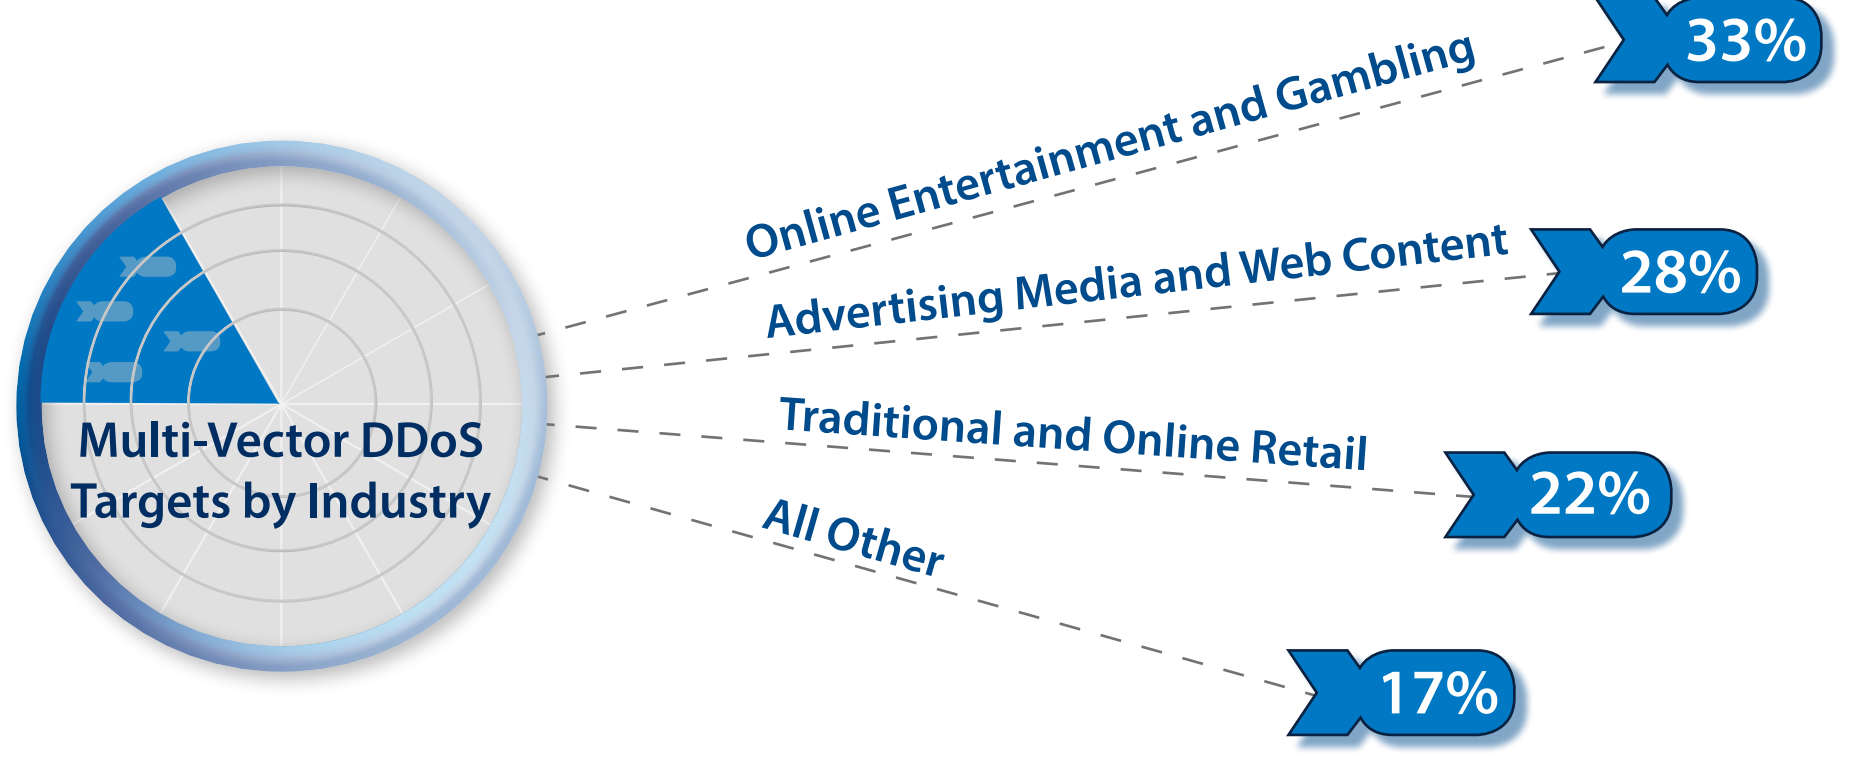 Multi-Vector DDoS
Targets by Industry
Online Entertainment and Gambling
33%
Advertising Media and Web Content
28%
Traditional and Online Retail
22%
All Other
17%